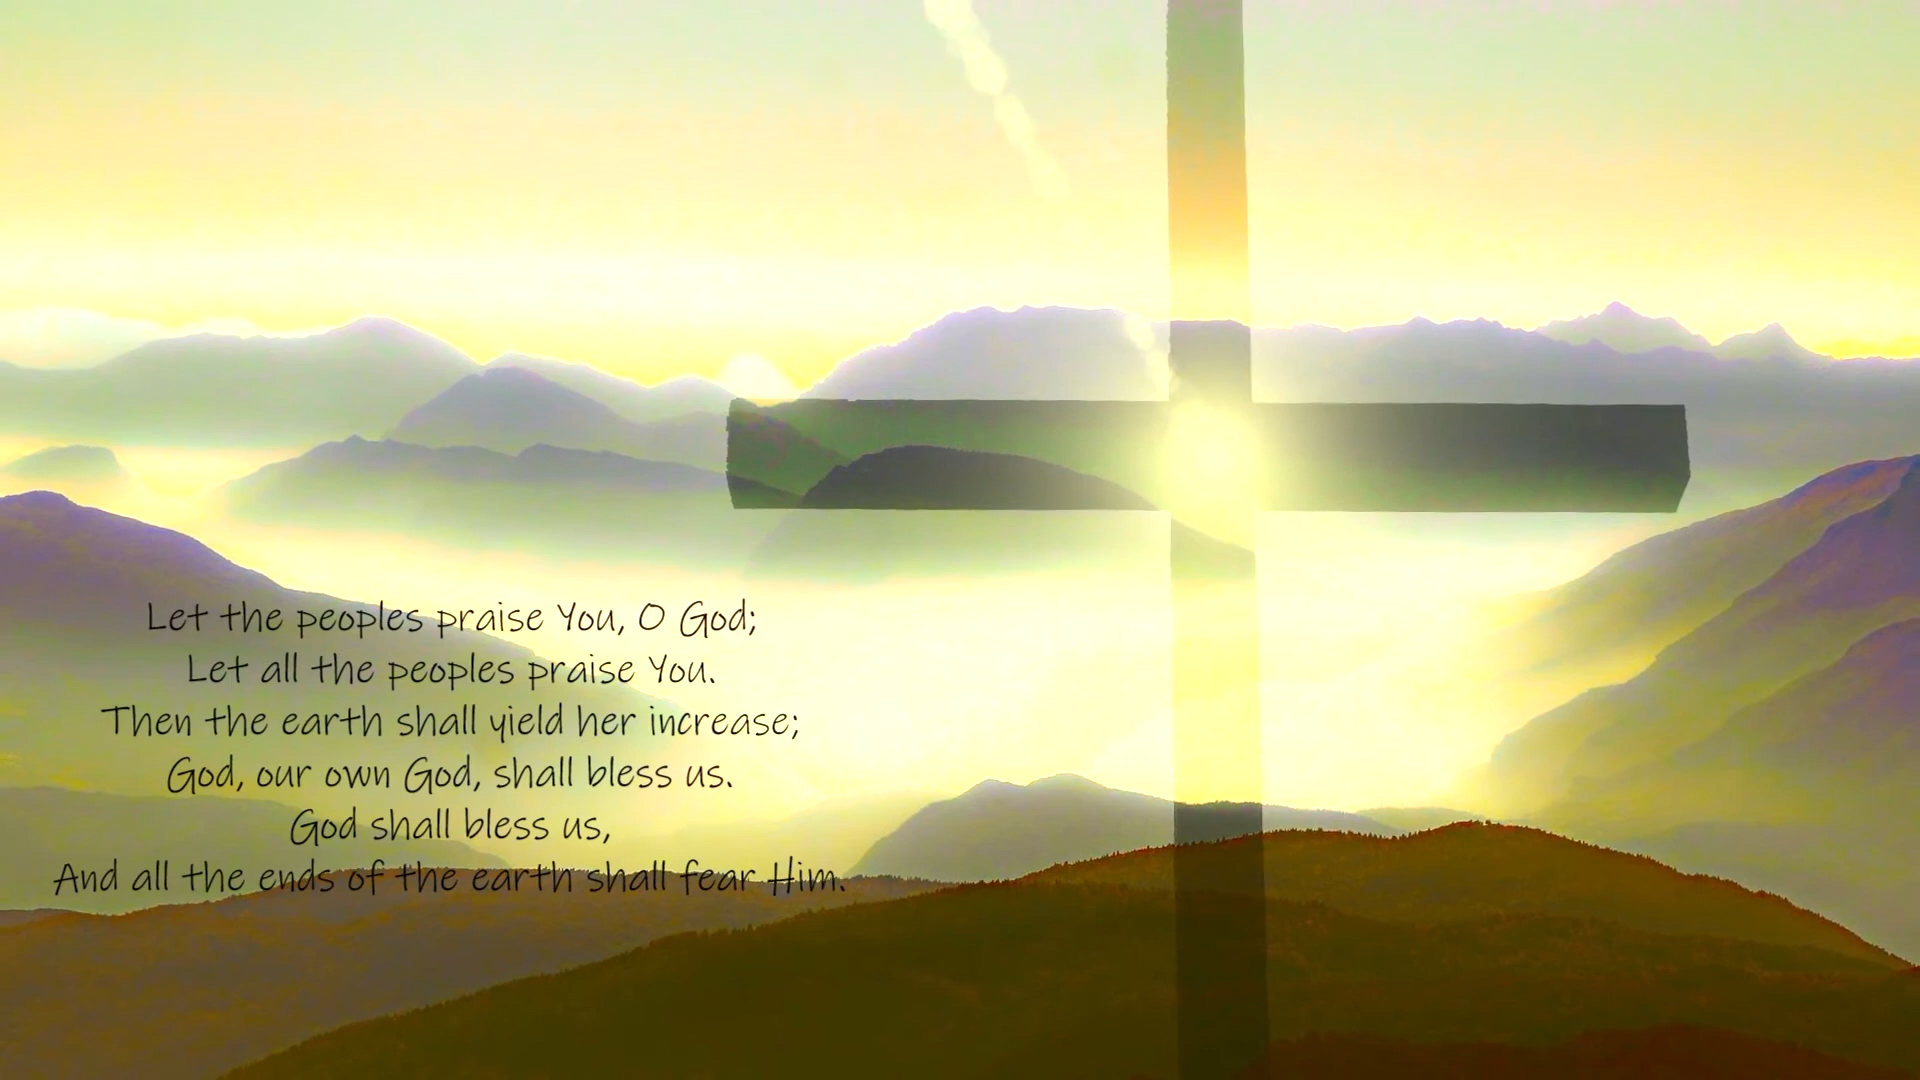 Let the peoples praise You, O God;
Let all the peoples praise You.
Then the earth shall yield her increase;
God, our own God, shall bless us.
God shall bless us,
And all the ends of the earth shall fear Him.